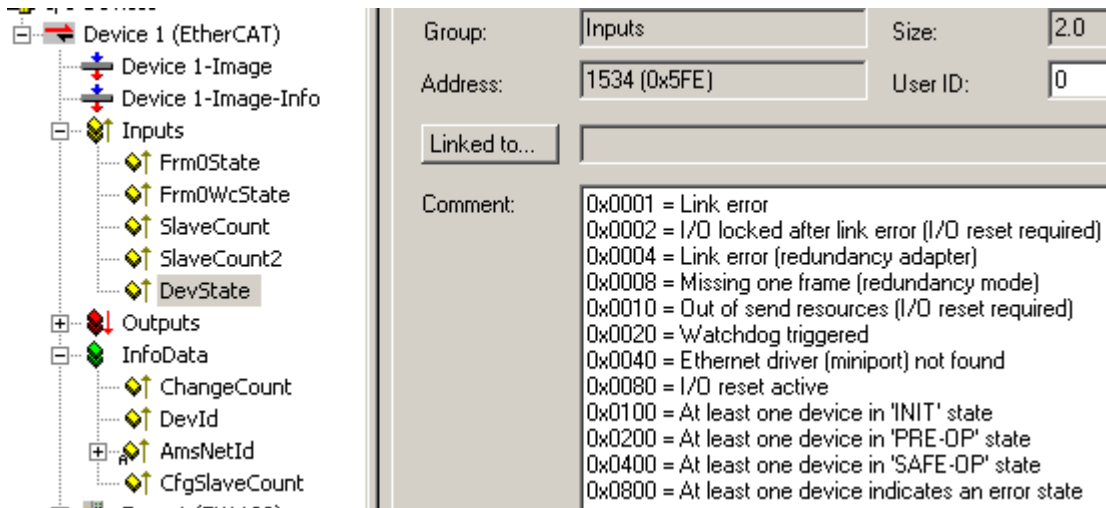 Device 1 (EtherCAT)
Device 1-Image
Device 1-Image-Info
Inputs
Frm0State
Frm0WcState
SlaveCount
SlaveCount2
DevState
Outputs
InfoData
ChangeCount
DevId
AmsNetId
CfgSlaveCount
Group: Inputs Size: 2.0
Address: 1534 (0x5FE) User ID: 0
Linked to...
Comment:
0x0001 = Link error
0x0002 = I/O locked after link error (I/O reset required)
0x0004 = Link error (redundancy adapter)
0x0008 = Missing one frame (redundancy mode)
0x0010 = Out of send resources (I/O reset required)
0x0020 = Watchdog triggered
0x0040 = Ethernet driver (miniport) not found
0x0080 = I/O reset active
0x0100 = At least one device in 'INIT' state
0x0200 = At least one device in 'PRE-OP' state
0x0400 = At least one device in 'SAFE-OP' state
0x0800 = At least one device indicates an error state